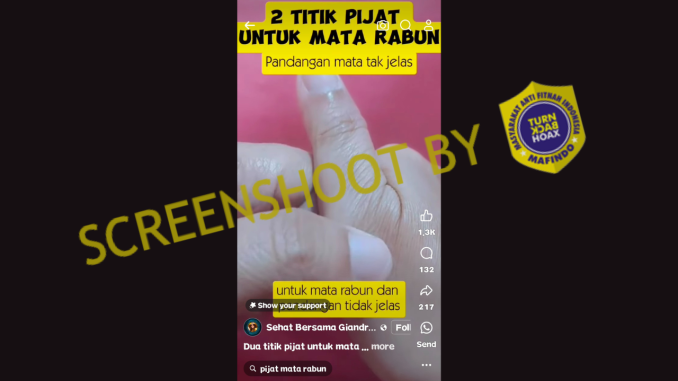 2 TITIK PIJAT
UNTUK MATA RABUN
Pandangan mata tak jelas
SCREENSHOOT BY
MASYARAKAT ANTI FITNAH INDONESIA
TURN
BACK
HOAX
MAFINDO
1,3K
132
untuk mata rabun dan
an tidak jelas
Show your support
217
Sehat Bersama Giandr... Foll
Send
Dua titik pijat untuk mata ... more
pijat mata rabun